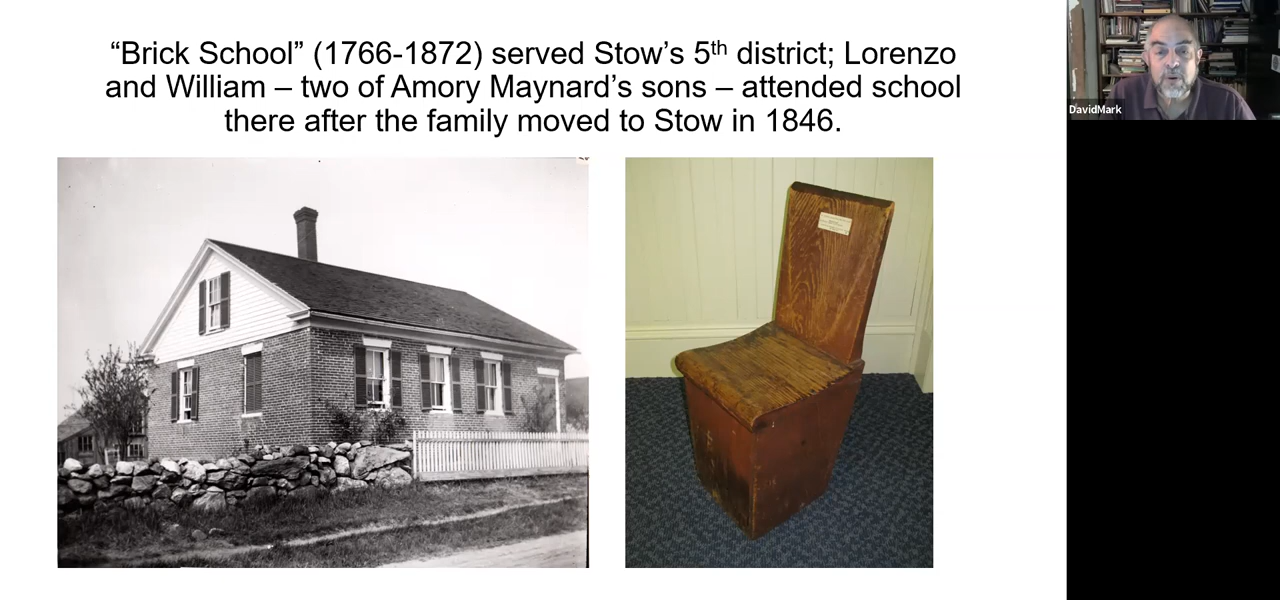 “Brick School” (1766-1872) served Stow’s 5th district; Lorenzo
and William – two of Amory Maynard’s sons – attended school
there after the family moved to Stow in 1846.
DavidMark